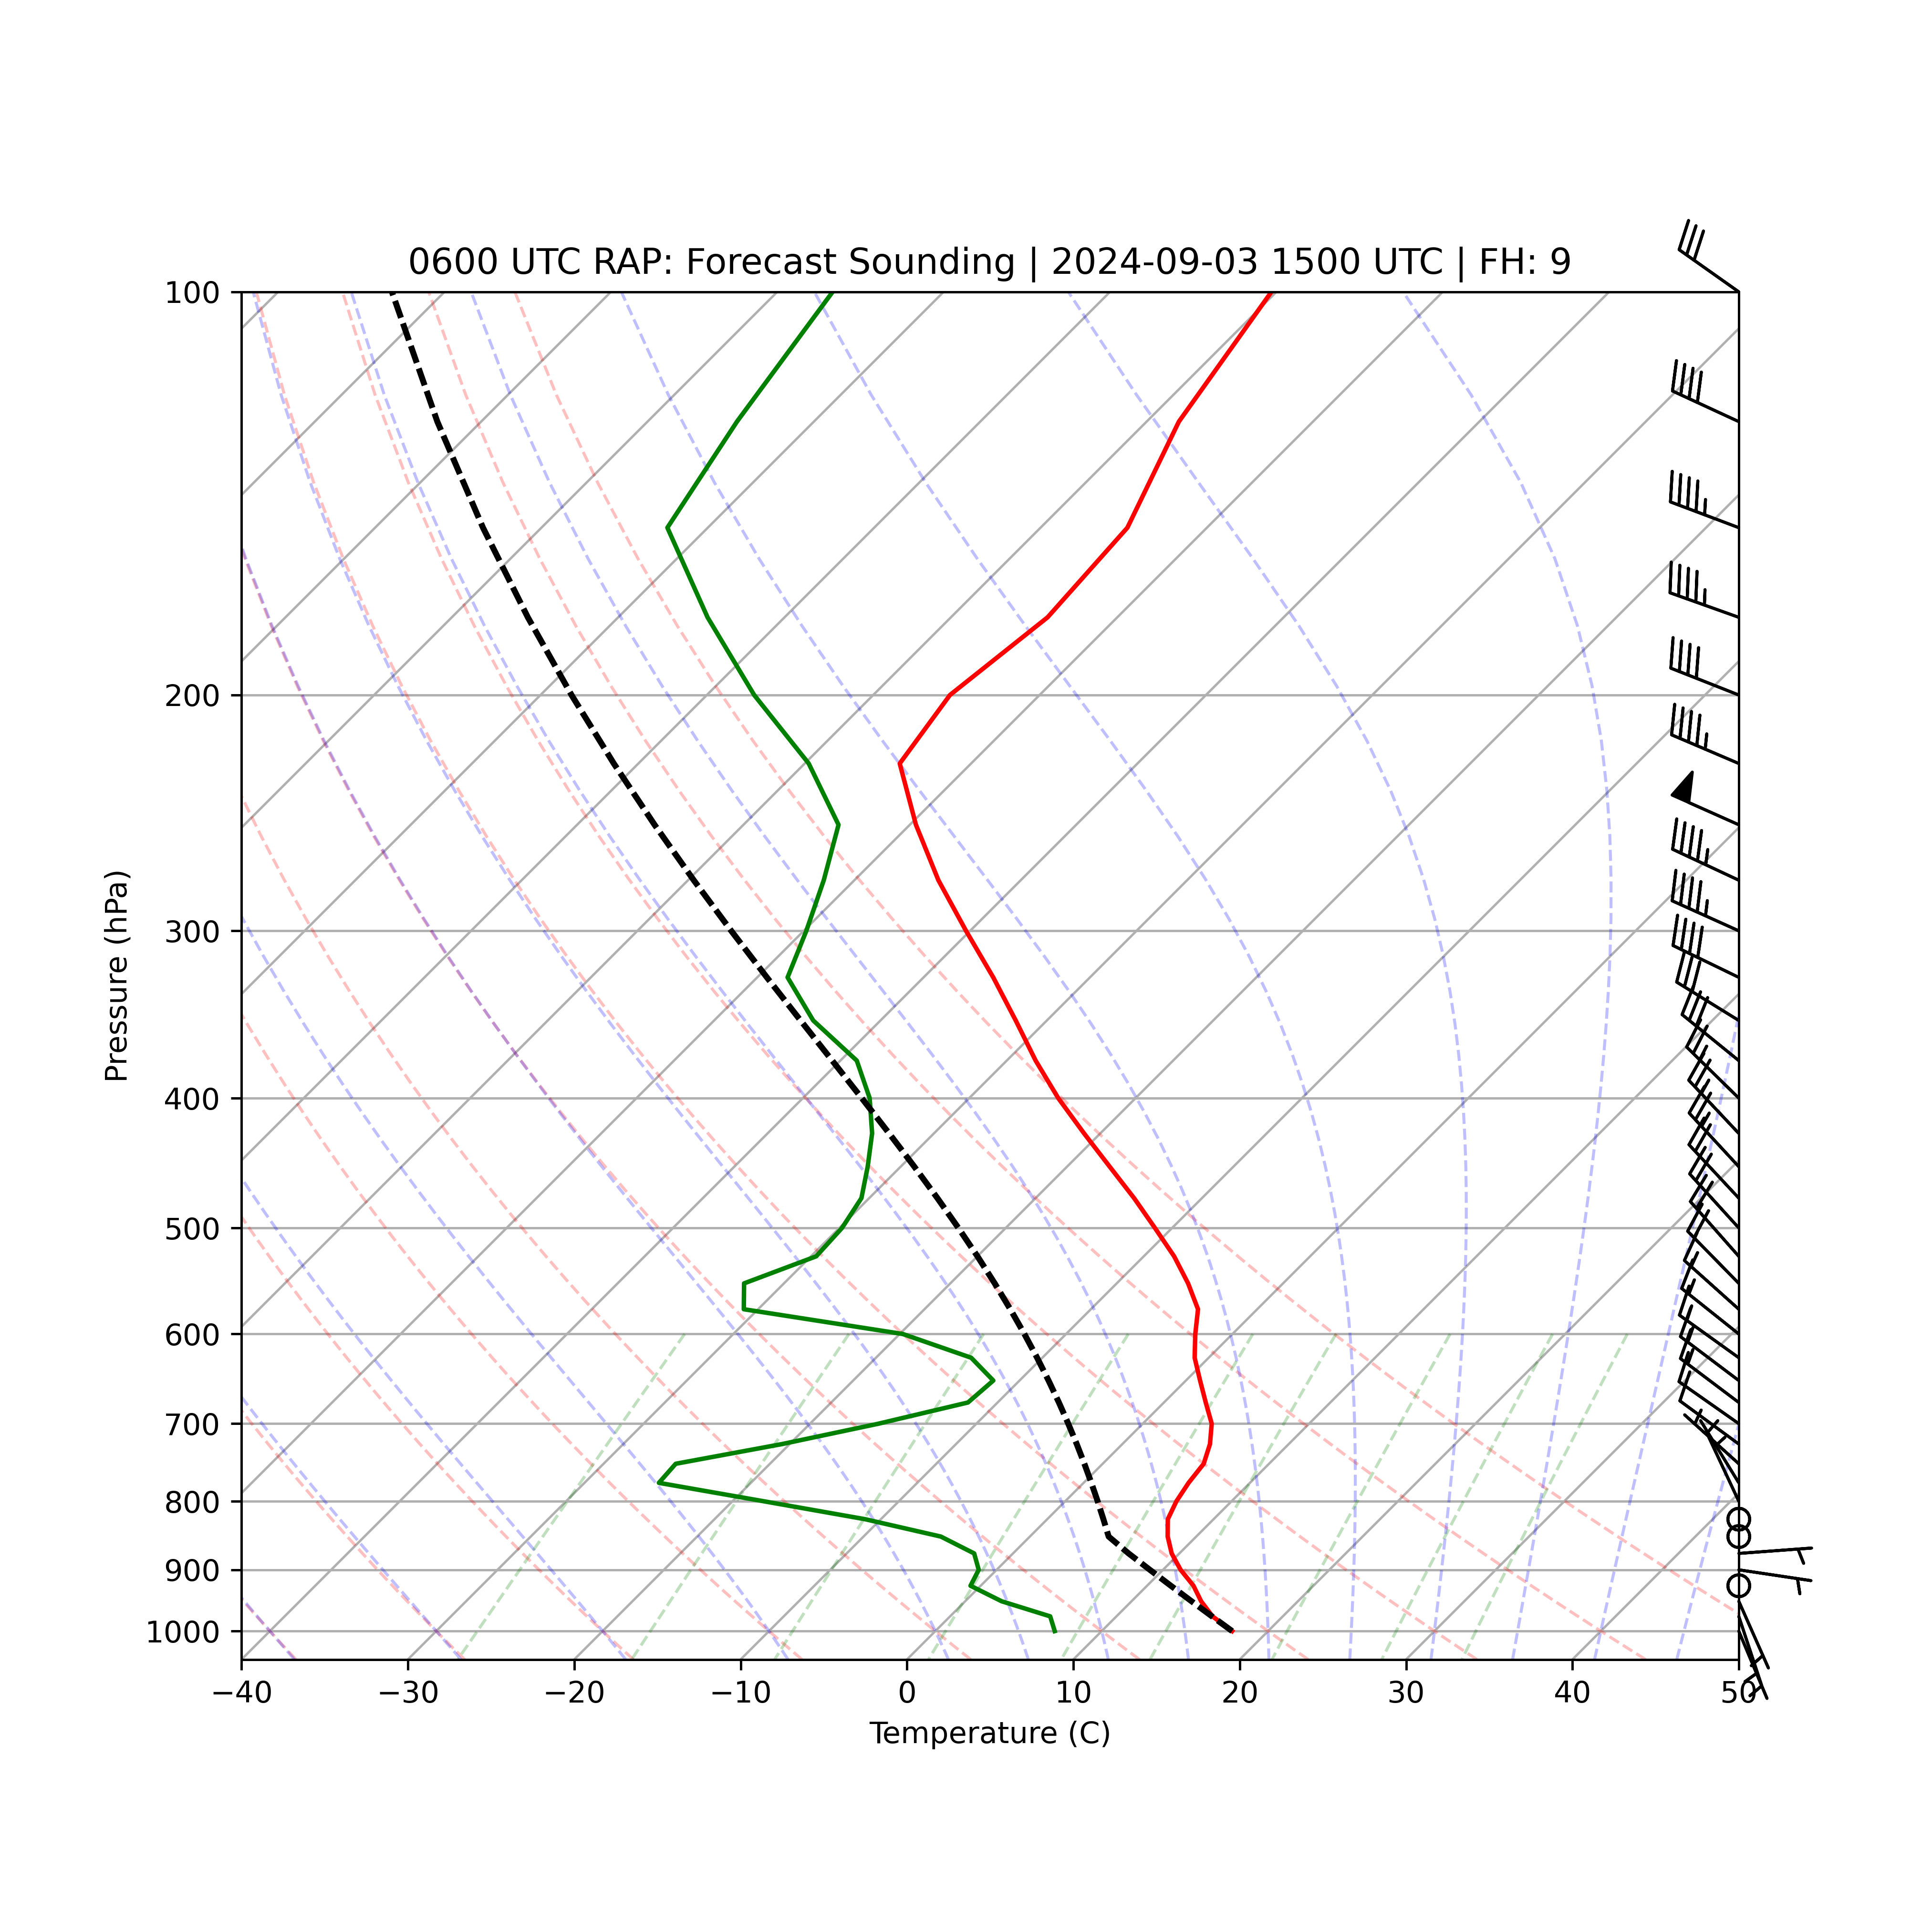 0600 UTC RAP: Forecast Sounding | 2024-09-03 1500 UTC | FH: 9
100
200
300
400
500
600
700
800
900
1000
Pressure (hPa)
−40 −30 −20 −10 0 10 20 30 40 50
Temperature (C)